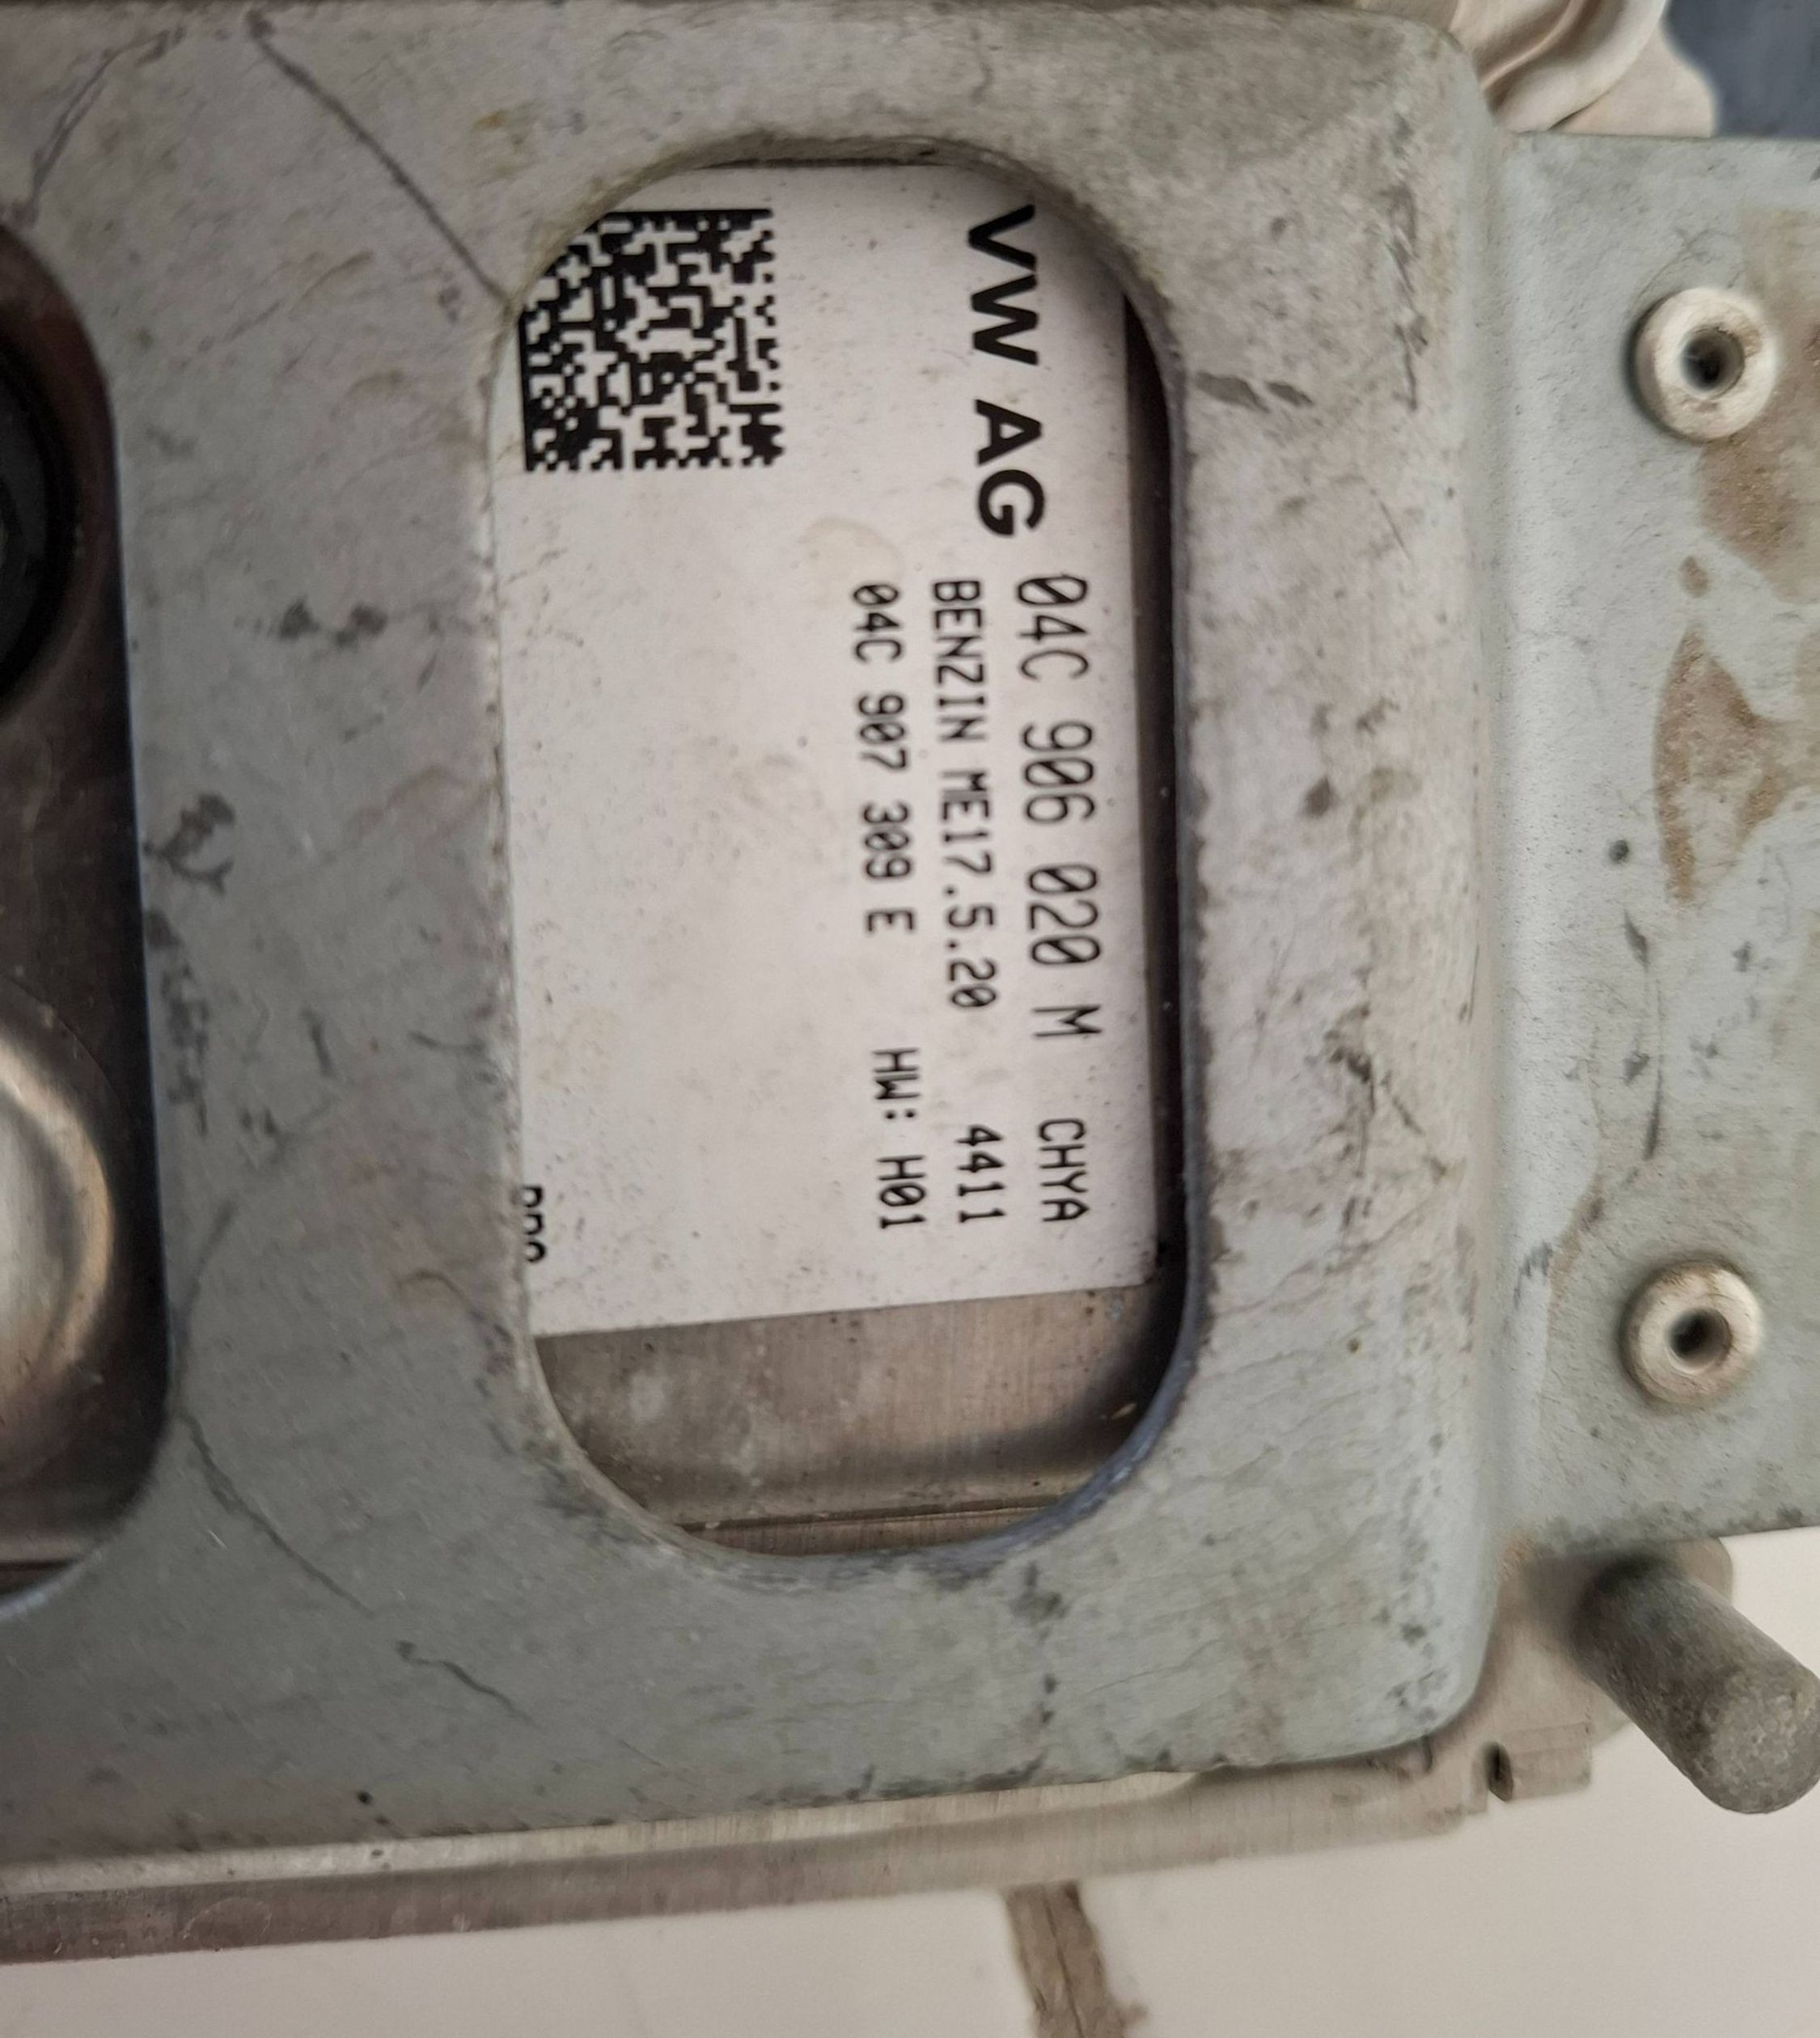 VW AG
04C 906 020 M CHYA
BENZIN ME17.5.20 4411
04C 907 309 E HW: H01